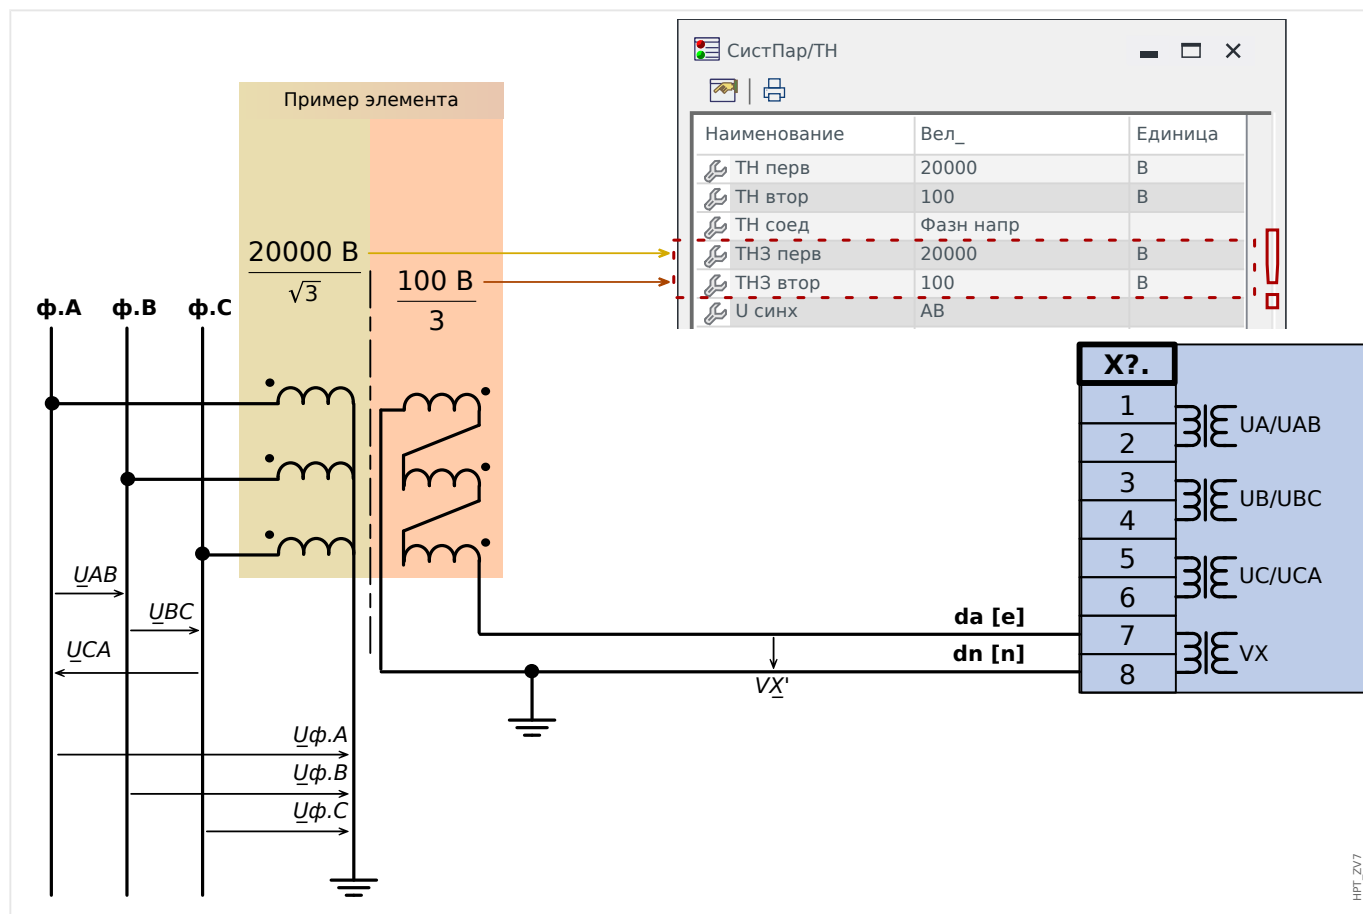 СистПар/ТН
Пример элемента
Наименование Вел_ Единица
ТН перв 20000 В
ТН втор 100 В
ТН соед Фазн напр
ТНЗ перв 20000 В
ТНЗ втор 100 В
U синх АВ
20000 В
√3
100 В
3
ф.A ф.B ф.C
X?.
1
2
UA/UAB
3
4
UB/UBC
5
6
UC/UCA
7
8
VX
UAB
UBC
UCA
da [e]
dn [n]
VX'
Uф.A
Uф.B
Uф.C
HPT_ZV7